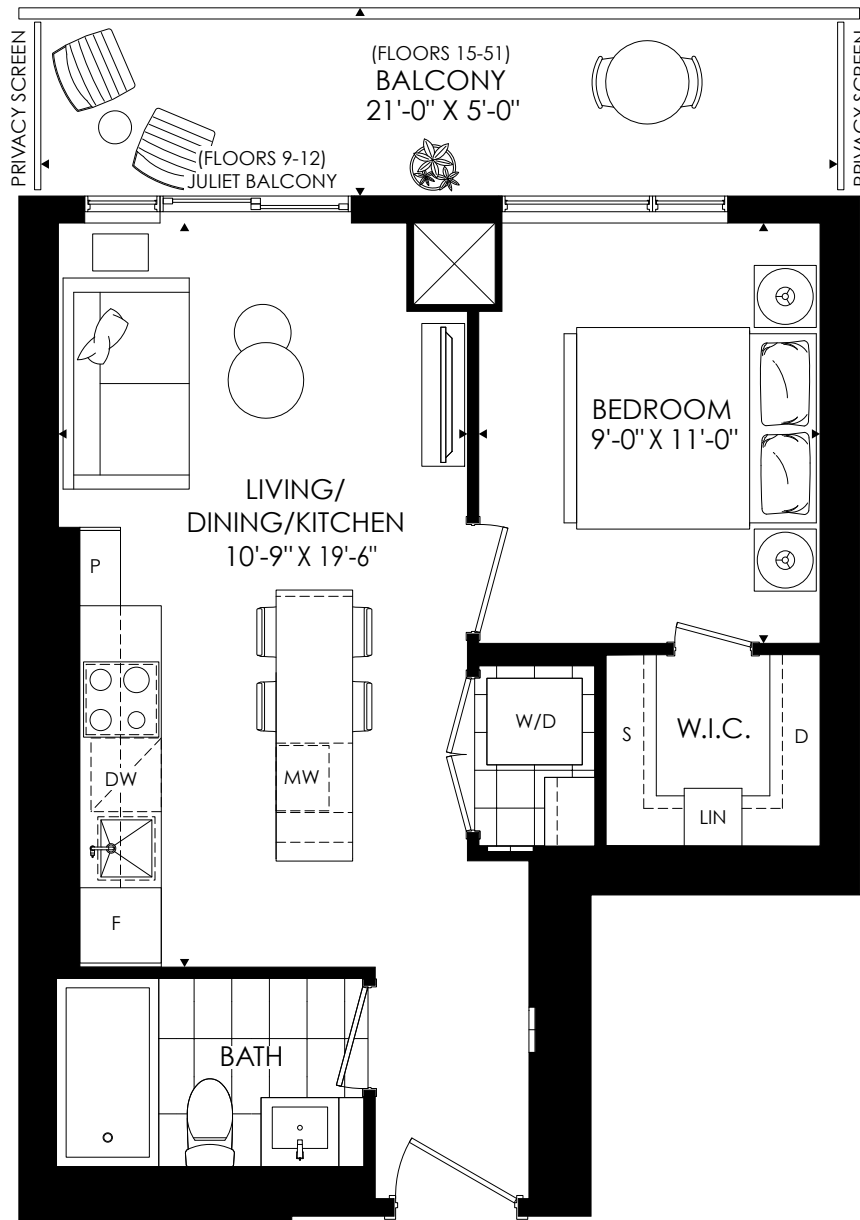 PRIVACY SCREEN
(FLOORS 15-51)
BALCONY
21'-0" X 5'-0"
PRIVACY SCREEN
(FLOORS 9-12)
JULIET BALCONY
BEDROOM
9'-0" X 11'-0"
LIVING/
DINING/KITCHEN
10'-9" X 19'-6"
P
W/D
S
W.I.C.
D
DW
MW
LIN
F
BATH